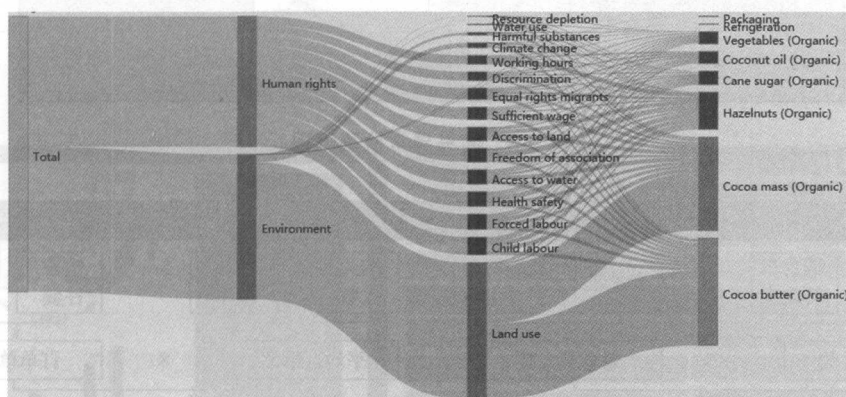 Total
Human rights
Environment
Resource depletion
Water use
Harmful substances
Climate change
Working hours
Discrimination
Equal rights migrants
Sufficient wage
Access to land
Freedom of association
Access to water
Health safety
Forced labour
Child labour
Land use
Packaging
Refrigeration
Vegetables (Organic)
Coconut oil (Organic)
Cane sugar (Organic)
Hazelnuts (Organic)
Cocoa mass (Organic)
Cocoa butter (Organic)